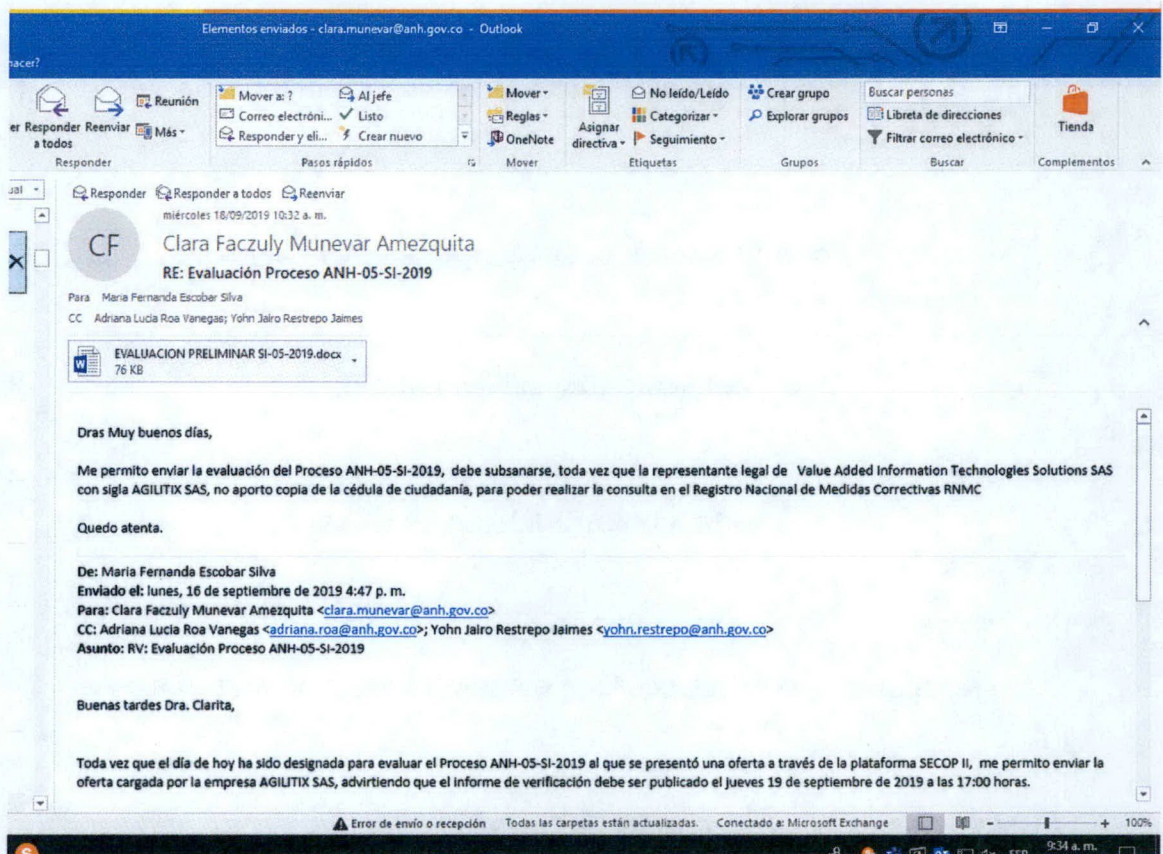 Elementos enviados - clara.munevar@anh.gov.co - Outlook
hacer?
er Responder Reenviar
a todos
Reunión
Más
Responder
Mover a: ?
Correo electróni...
Responder y eli...
Al jefe
Listo
Crear nuevo
Pasos rápidos
Mover
Reglas
OneNote
Mover
Asignar
directiva
No leído/Leído
Categorizar
Seguimiento
Etiquetas
Crear grupo
Explorar grupos
Grupos
Buscar personas
Libreta de direcciones
Filtrar correo electrónico
Buscar
Tienda
Complementos
Responder Responder a todos Reenviar
miércoles 18/09/2019 10:32 a. m.
CF
Clara Faczuly Munevar Amezquita
RE: Evaluación Proceso ANH-05-SI-2019
Para Maria Fernanda Escobar Silva
CC Adriana Lucia Roa Vanegas; Yohn Jairo Restrepo Jaimes
EVALUACION PRELIMINAR SI-05-2019.docx
76 KB
Dras Muy buenos días,
Me permito enviar la evaluación del Proceso ANH-05-SI-2019, debe subsanarse, toda vez que la representante legal de Value Added Information Technologies Solutions SAS
con sigla AGILITIX SAS, no aporto copia de la cédula de ciudadanía, para poder realizar la consulta en el Registro Nacional de Medidas Correctivas RNMC
Quedo atenta.
De: Maria Fernanda Escobar Silva
Enviado el: lunes, 16 de septiembre de 2019 4:47 p. m.
Para: Clara Faczuly Munevar Amezquita <clara.munevar@anh.gov.co>
CC: Adriana Lucia Roa Vanegas <adriana.roa@anh.gov.co>; Yohn Jairo Restrepo Jaimes <yohn.restrepo@anh.gov.co>
Asunto: RV: Evaluación Proceso ANH-05-SI-2019
Buenas tardes Dra. Clarita,
Toda vez que el día de hoy ha sido designada para evaluar el Proceso ANH-05-SI-2019 al que se presentó una oferta a través de la plataforma SECOP II, me permito enviar la
oferta cargada por la empresa AGILITIX SAS, advirtiendo que el informe de verificación debe ser publicado el jueves 19 de septiembre de 2019 a las 17:00 horas.
Error de envío o recepción Todas las carpetas están actualizadas. Conectado a: Microsoft Exchange 100%
9:34 a. m.